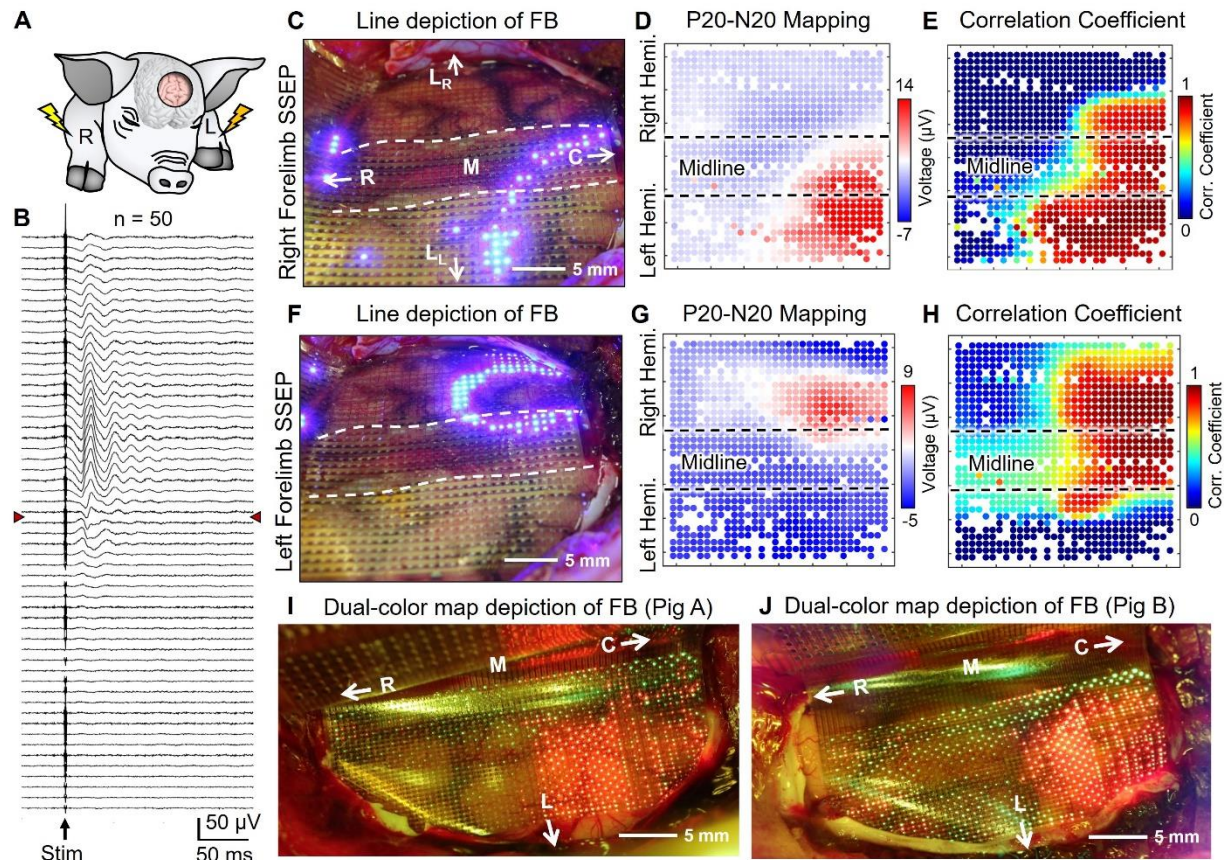 A
R
L
B
n = 50
Stim
50 µV
50 ms
C
Line depiction of FB
Right Forelimb SSEP
L_R
R
M
C
L_L
5 mm
D
P20-N20 Mapping
Right Hemi.
Midline
Left Hemi.
14
Voltage (µV)
-7
E
Correlation Coefficient
Midline
1
Corr. Coefficient
0
F
Line depiction of FB
Left Forelimb SSEP
5 mm
G
P20-N20 Mapping
Right Hemi.
Midline
Left Hemi.
9
Voltage (µV)
-5
H
Correlation Coefficient
Midline
1
Corr. Coefficient
0
I
Dual-color map depiction of FB (Pig A)
R
M
C
L
5 mm
J
Dual-color map depiction of FB (Pig B)
R
M
C
L
5 mm